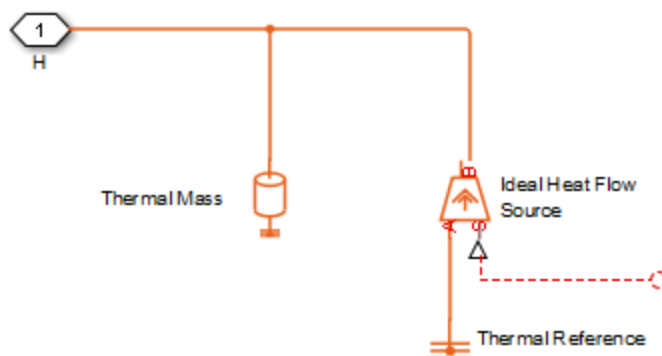 1
H
B
Thermal Mass
Ideal Heat Flow
Source
A
S
Thermal Reference